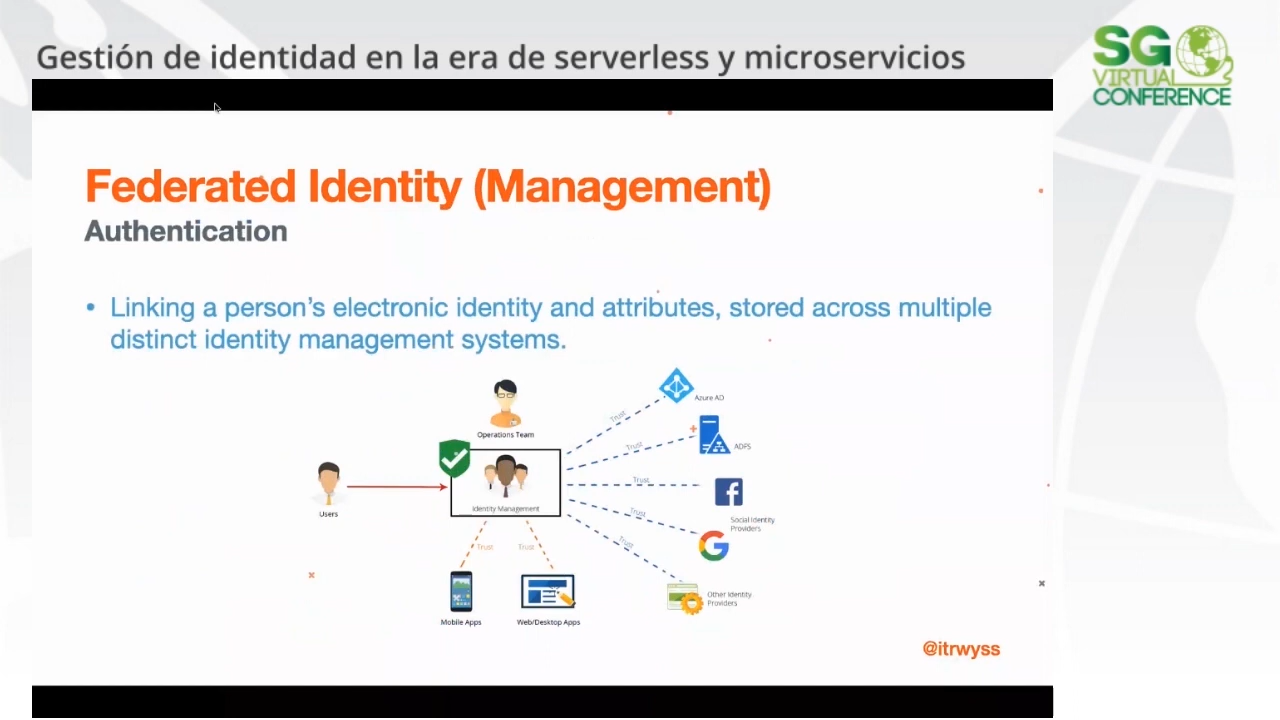 Gestión de identidad en la era de serverless y microservicios
SG
VIRTUAL
CONFERENCE
Federated Identity (Management)
Authentication
• Linking a person's electronic identity and attributes, stored across multiple
distinct identity management systems.
Azure AD
Trust
Operations Team
Trust
ADFS
Trust
Users
Identity Management
Trust
Social Identity
Providers
Trust
Trust
Trust
Other Identity
Providers
Mobile Apps
Web/Desktop Apps
@itrwyss